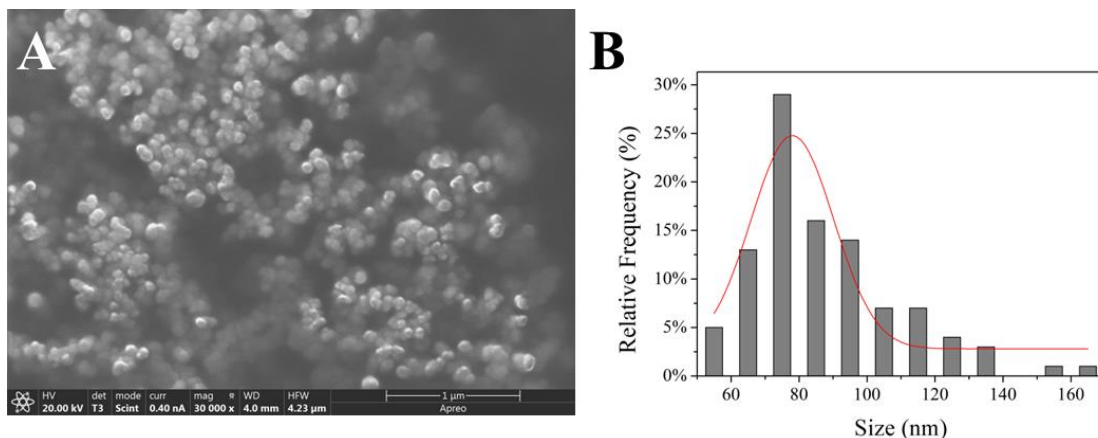 A
HV det mode curr mag WD HFW
20.00 kV T3 Scint 0.40 nA 30 000 x 4.0 mm 4.23 µm
1 µm
Apreo
B
Relative Frequency (%)
30%
25%
20%
15%
10%
5%
0%
60 80 100 120 140 160
Size (nm)